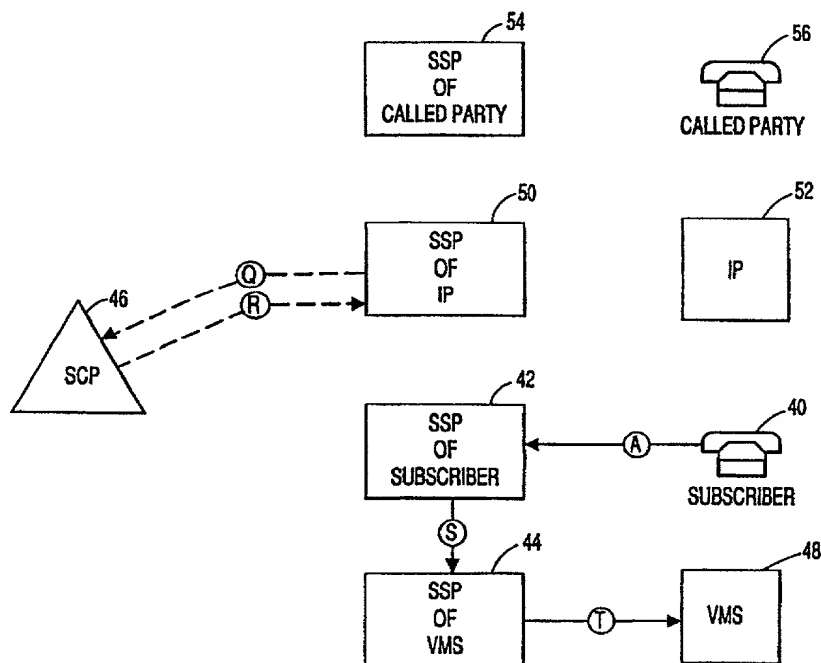 54
SSP
OF
CALLED PARTY
56
CALLED PARTY
50
SSP
OF
IP
52
IP
Q
R
46
SCP
42
SSP
OF
SUBSCRIBER
A
40
SUBSCRIBER
S
44
SSP
OF
VMS
T
48
VMS